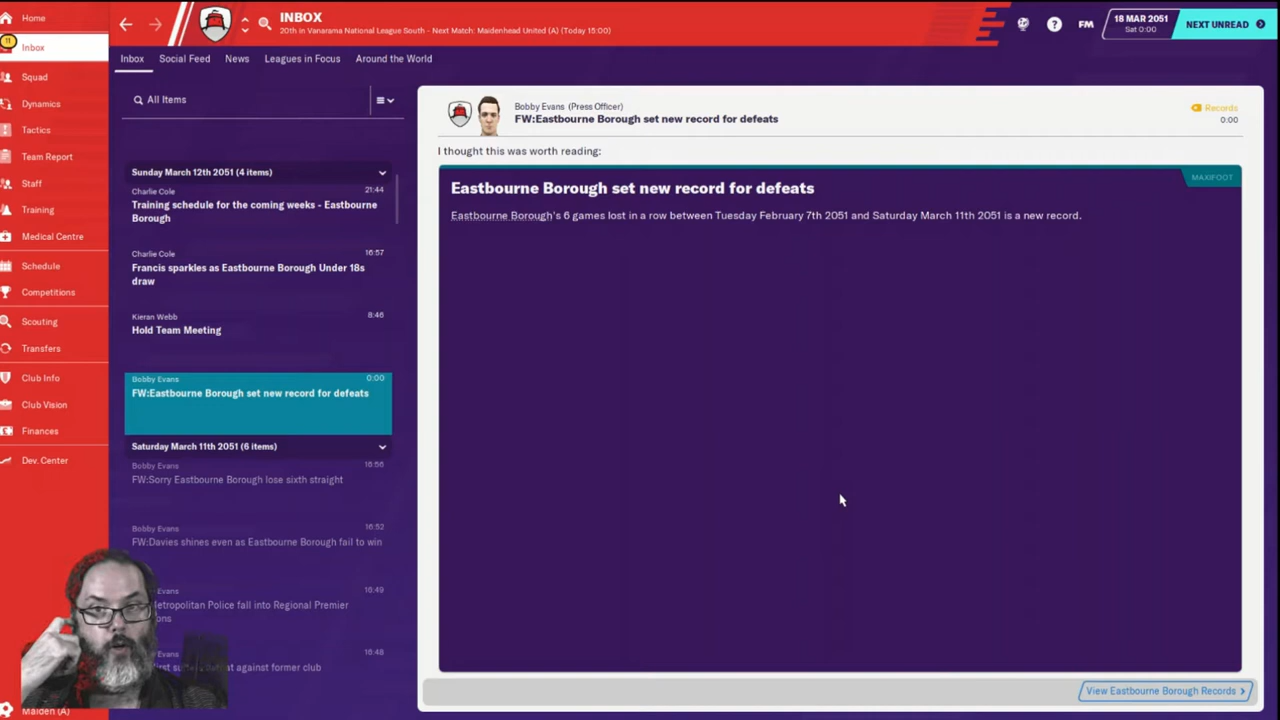 Home
Inbox
Squad
Dynamics
Tactics
Team Report
Staff
Training
Medical Centre
Schedule
Competitions
Scouting
Transfers
Club Info
Club Vision
Finances
Dev. Center
Maiden (A)
INBOX
20th in Vanarama National League South - Next Match: Maidenhead United (A) (Today 15:00)
FM
18 MAR 2051
Sat 0:00
NEXT UNREAD
Inbox
Social Feed
News
Leagues in Focus
Around the World
All Items
Sunday March 12th 2051 (4 items)
Charlie Cole 21:44
Training schedule for the coming weeks - Eastbourne
Borough
Charlie Cole 16:57
Francis sparkles as Eastbourne Borough Under 18s
draw
Kieran Webb 8:46
Hold Team Meeting
Bobby Evans 0:00
FW:Eastbourne Borough set new record for defeats
Saturday March 11th 2051 (6 items)
Bobby Evans 16:56
FW:Sorry Eastbourne Borough lose sixth straight
Bobby Evans 16:52
FW:Davies shines even as Eastbourne Borough fail to win
Evans 16:49
etropolitan Police fall into Regional Premier
ons
Evans 16:48
against former club
Bobby Evans (Press Officer)
FW:Eastbourne Borough set new record for defeats
Records
0:00
I thought this was worth reading:
MAXIFOOT
Eastbourne Borough set new record for defeats
Eastbourne Borough's 6 games lost in a row between Tuesday February 7th 2051 and Saturday March 11th 2051 is a new record.
View Eastbourne Borough Records